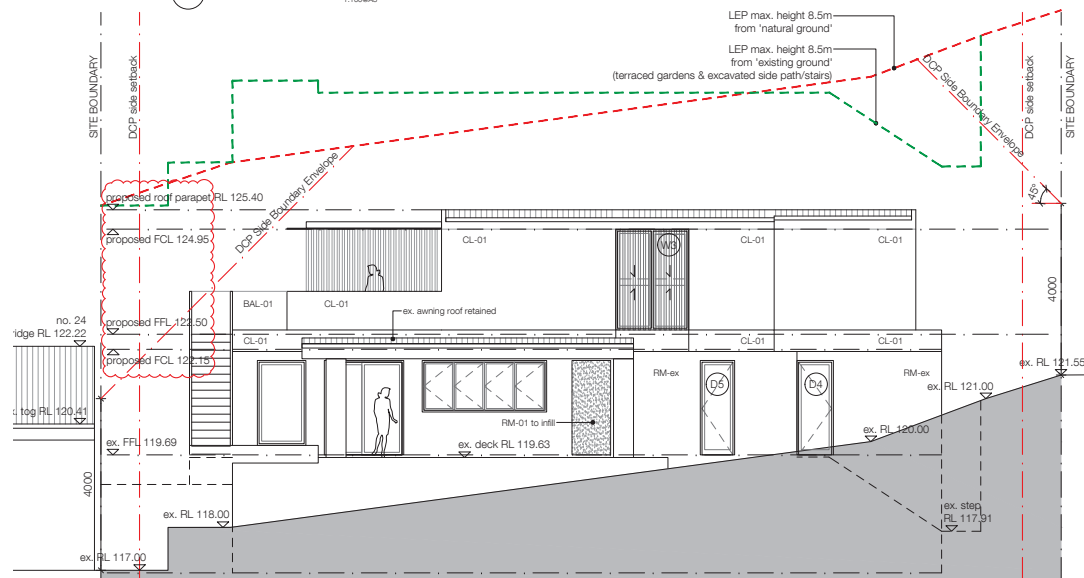 LEP max. height 8.5m
from 'natural ground'
LEP max. height 8.5m
from 'existing ground'
(terraced gardens & excavated side path/stairs)
SITE BOUNDARY
DCP side setback
DCP Side Boundary Envelope
DCP side setback
SITE BOUNDARY
DCP Side Boundary Envelope
45°
proposed roof parapet RL 125.40
proposed FCL 124.95
CL-01
W3
CL-01
CL-01
4000
BAL-01
CL-01
ex. awning roof retained
no. 24
ridge RL 122.22
proposed FFL 122.50
CL-01
CL-01
CL-01
proposed FCL 122.15
RM-ex
RM-ex
ex. RL 121.55
D5
D4
ex. RL 121.00
tog RL 120.41
RM-01 to infill
ex. RL 120.00
ex. FFL 119.69
ex. deck RL 119.63
4000
ex. step
RL 117.91
ex. RL 118.00
ex. RL 117.00